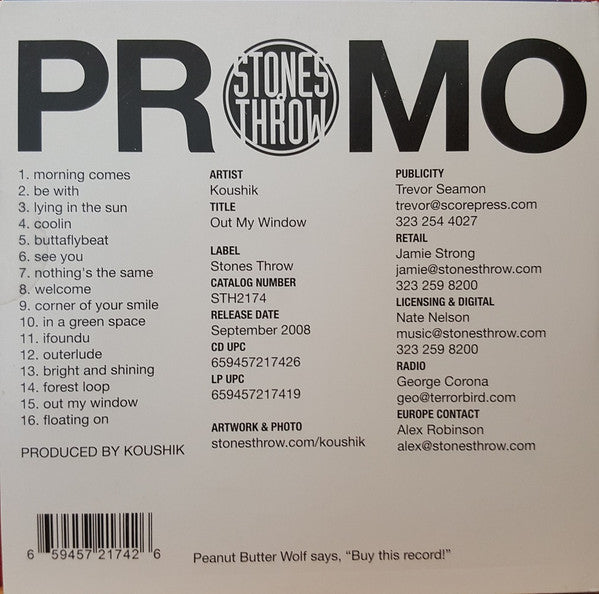 PROMO
STONES
THROW
1. morning comes
2. be with
3. lying in the sun
4. coolin
5. buttaflybeat
6. see you
7. nothing's the same
8. welcome
9. corner of your smile
10. in a green space
11. ifoundu
12. outerlude
13. bright and shining
14. forest loop
15. out my window
16. floating on
PRODUCED BY KOUSHIK
ARTIST
Koushik
TITLE
Out My Window
LABEL
Stones Throw
CATALOG NUMBER
STH2174
RELEASE DATE
September 2008
CD UPC
659457217426
LP UPC
659457217419
ARTWORK & PHOTO
stonesthrow.com/koushik
PUBLICITY
Trevor Seamon
trevor@scorepress.com
323 254 4027
RETAIL
Jamie Strong
jamie@stonesthrow.com
323 259 8200
LICENSING & DIGITAL
Nate Nelson
music@stonesthrow.com
323 259 8200
RADIO
George Corona
geo@terrorbird.com
EUROPE CONTACT
Alex Robinson
alex@stonesthrow.com
6 59457 21742 6
Peanut Butter Wolf says, “Buy this record!”